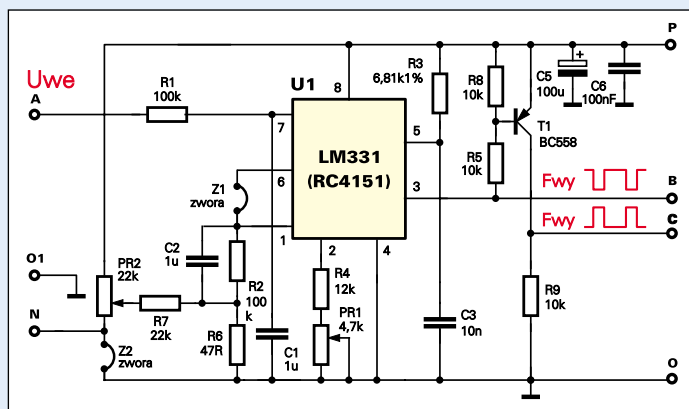 P
Uwe
A
R1
100k
U1
8
7
R3
6,81k1%
R8
10k
+
C5
100u
C6
100nF
T1
BC558
5
LM331
(RC4151)
6
3
R5
10k
Z1
zwora
1
Fwy
B
Fwy
C
2
4
C2
1u
O1
PR2
22k
R2
100
k
R4
12k
R9
10k
N
R7
22k
R6
47R
C1
1u
PR1
4,7k
C3
10n
Z2
zwora
O